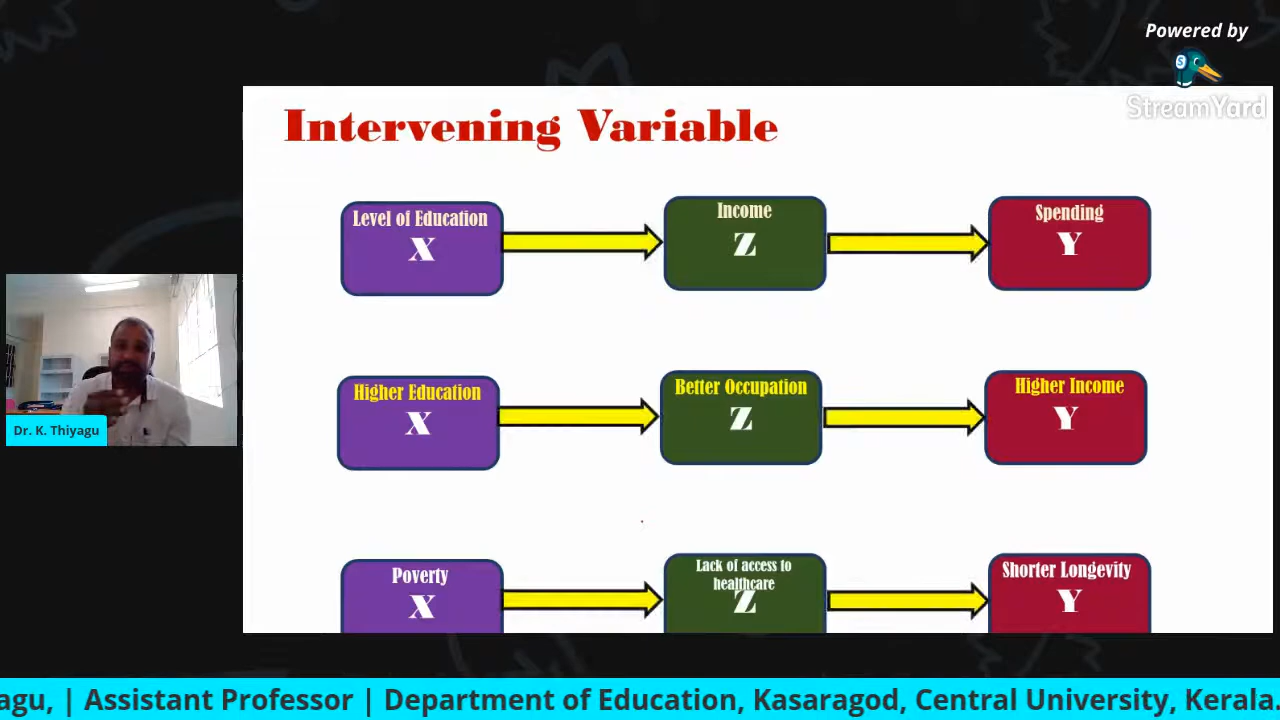 Powered by
StreamYard
Intervening Variable
Level of Education
X
Income
Z
Spending
Y
Higher Education
X
Better Occupation
Z
Higher Income
Y
Dr. K. Thiyagu
Poverty
X
Lack of access to
healthcare
Z
Shorter Longevity
Y
agu, | Assistant Professor | Department of Education, Kasaragod, Central University, Kerala.